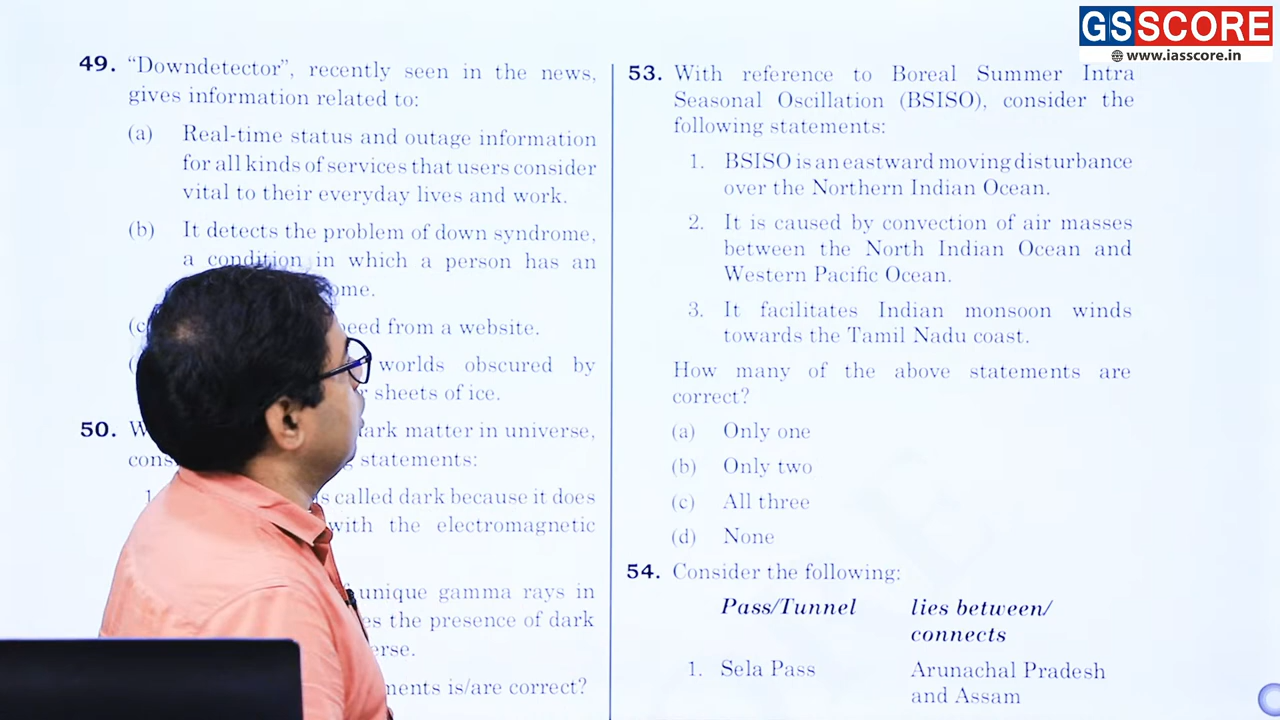 GSSCORE
www.iasscore.in
49. “Downdetector”, recently seen in the news,
gives information related to:
(a) Real-time status and outage information
for all kinds of services that users consider
vital to their everyday lives and work.
(b) It detects the problem of down syndrome,
a condition in which a person has an
from a website.
worlds obscured by
sheets of ice.
50. matter in universe,
statements:
1 is called dark because it does
with the electromagnetic
unique gamma rays in
the presence of dark
is/are correct?
53. With reference to Boreal Summer Intra
Seasonal Oscillation (BSISO), consider the
following statements:
1. BSISO is an eastward moving disturbance
over the Northern Indian Ocean.
2. It is caused by convection of air masses
between the North Indian Ocean and
Western Pacific Ocean.
3. It facilitates Indian monsoon winds
towards the Tamil Nadu coast.
How many of the above statements are
correct?
(a) Only one
(b) Only two
(c) All three
(d) None
54. Consider the following:
Pass/Tunnel lies between/
connects
1. Sela Pass Arunachal Pradesh
and Assam